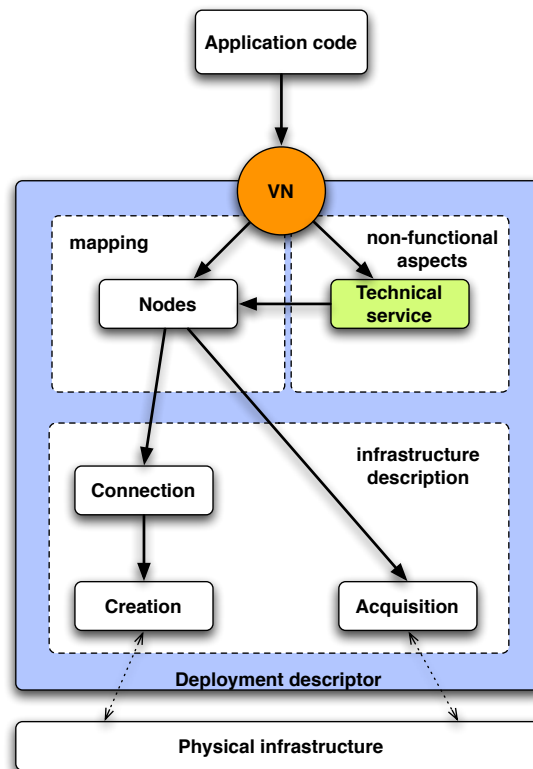 Application code
VN
mapping
non-functional
aspects
Nodes
Technical
service
infrastructure
description
Connection
Creation
Acquisition
Deployment descriptor
Physical infrastructure